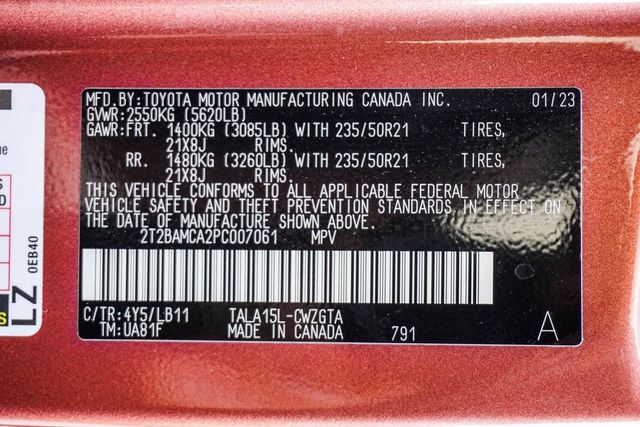 MFD.BY:TOYOTA MOTOR MANUFACTURING CANADA INC. 01/23
GVWR:2550KG (5620LB)
GAWR:FRT. 1400KG (3085LB) WITH 235/50R21 TIRES,
21X8J RIMS.
RR. 1480KG (3260LB) WITH 235/50R21 TIRES,
21X8J RIMS.
THIS VEHICLE CONFORMS TO ALL APPLICABLE FEDERAL MOTOR
VEHICLE SAFETY AND THEFT PREVENTION STANDARDS IN EFFECT ON
THE DATE OF MANUFACTURE SHOWN ABOVE.
2T2BAMCA2PC007061 MPV
C/TR:4Y5/LB11 TALA15L-CWZGTA
TM:UA81F MADE IN CANADA 791 A
LZ
0EB40